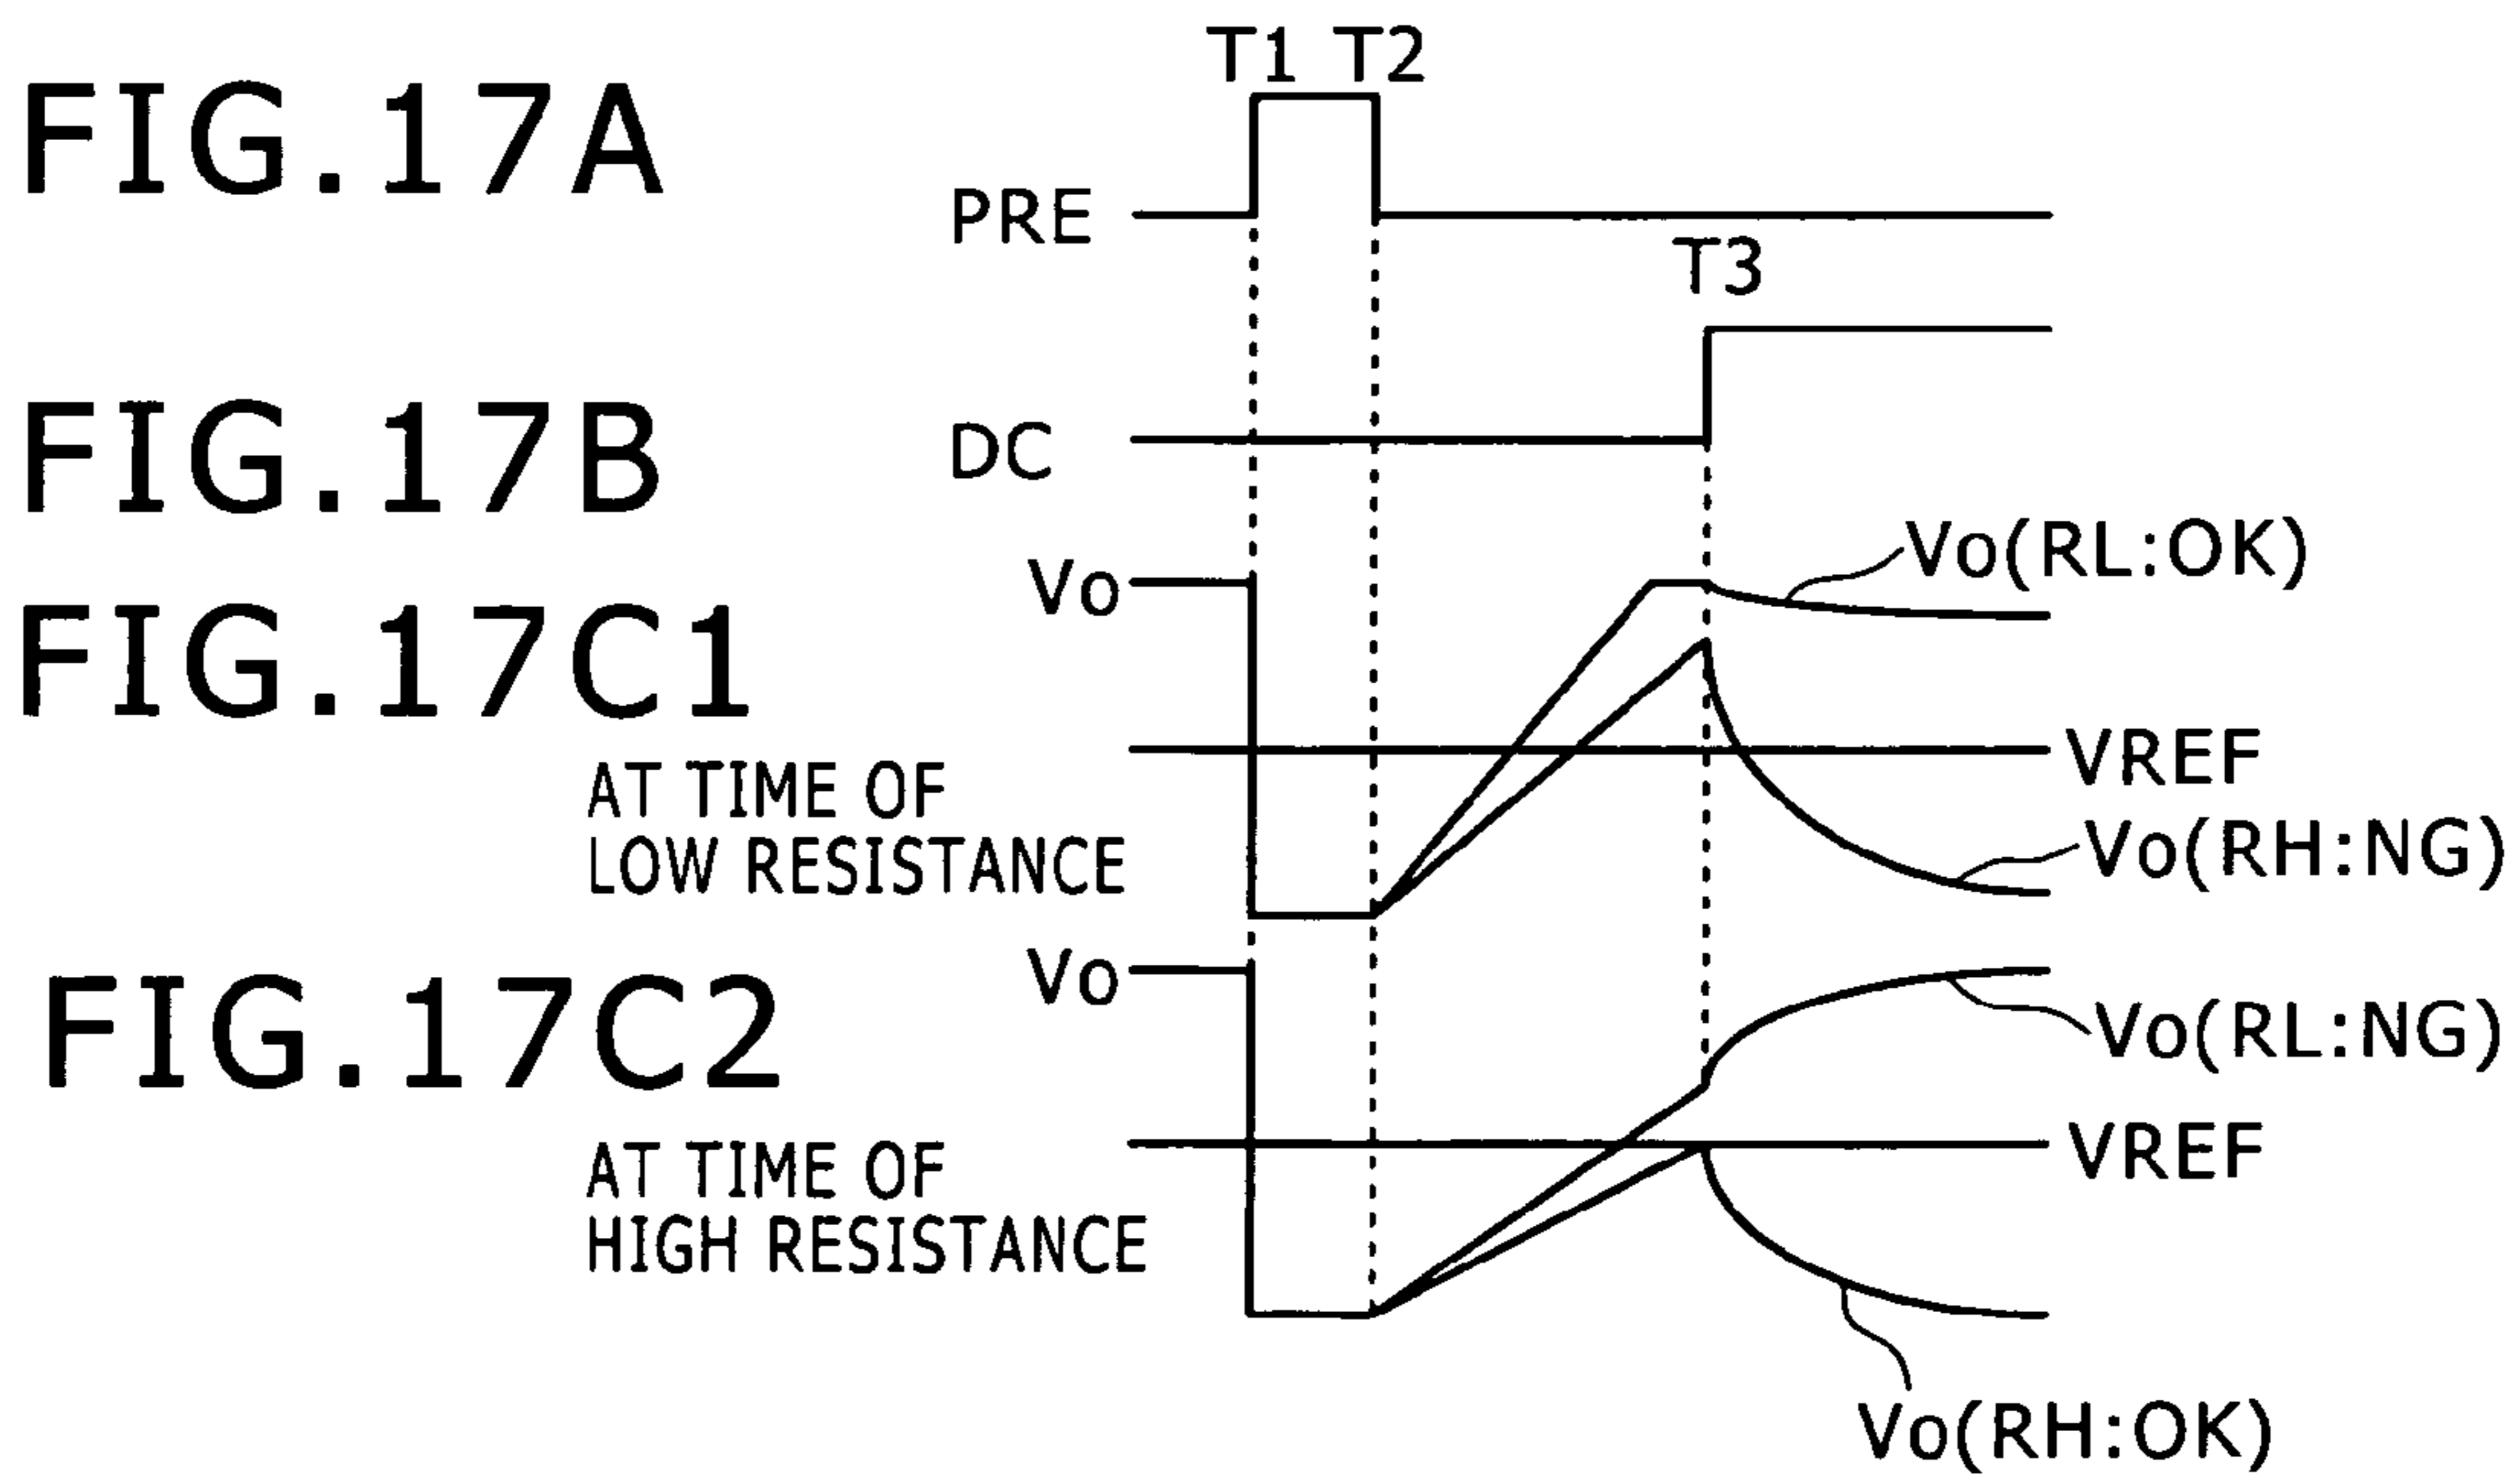 T1 T2
FIG.17A
PRE
T3
FIG.17B
DC
Vo(RL:OK)
Vo
FIG.17C1
VREF
AT TIME OF
LOW RESISTANCE
Vo(RH:NG)
Vo
FIG.17C2
Vo(RL:NG)
VREF
AT TIME OF
HIGH RESISTANCE
Vo(RH:OK)